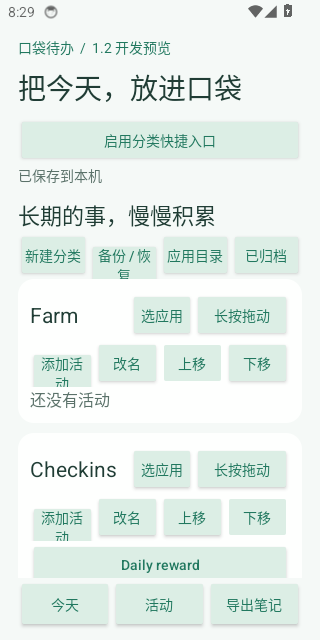 8:29
口袋待办 / 1.2 开发预览
把今天，放进口袋
启用分类快捷入口
已保存到本机
长期的事，慢慢积累
新建分类 备份 / 恢复 应用目录 已归档
Farm 选应用 长按拖动
添加活动 改名 上移 下移
还没有活动
Checkins 选应用 长按拖动
添加活动 改名 上移 下移
Daily reward
今天 活动 导出笔记